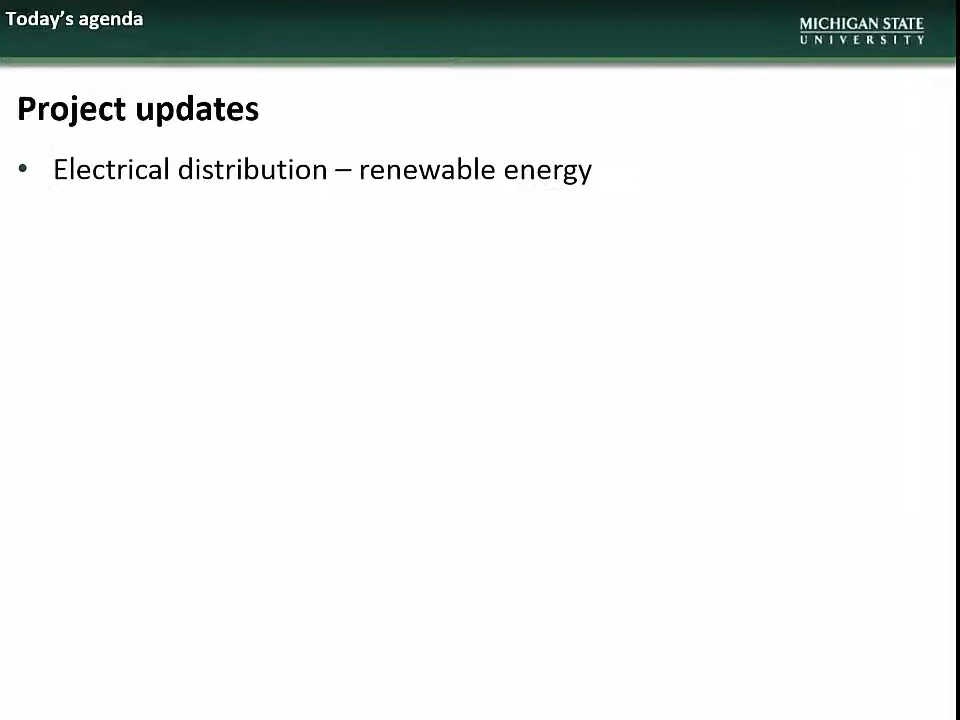 Today's agenda
MICHIGAN STATE
UNIVERSITY
Project updates
• Electrical distribution – renewable energy